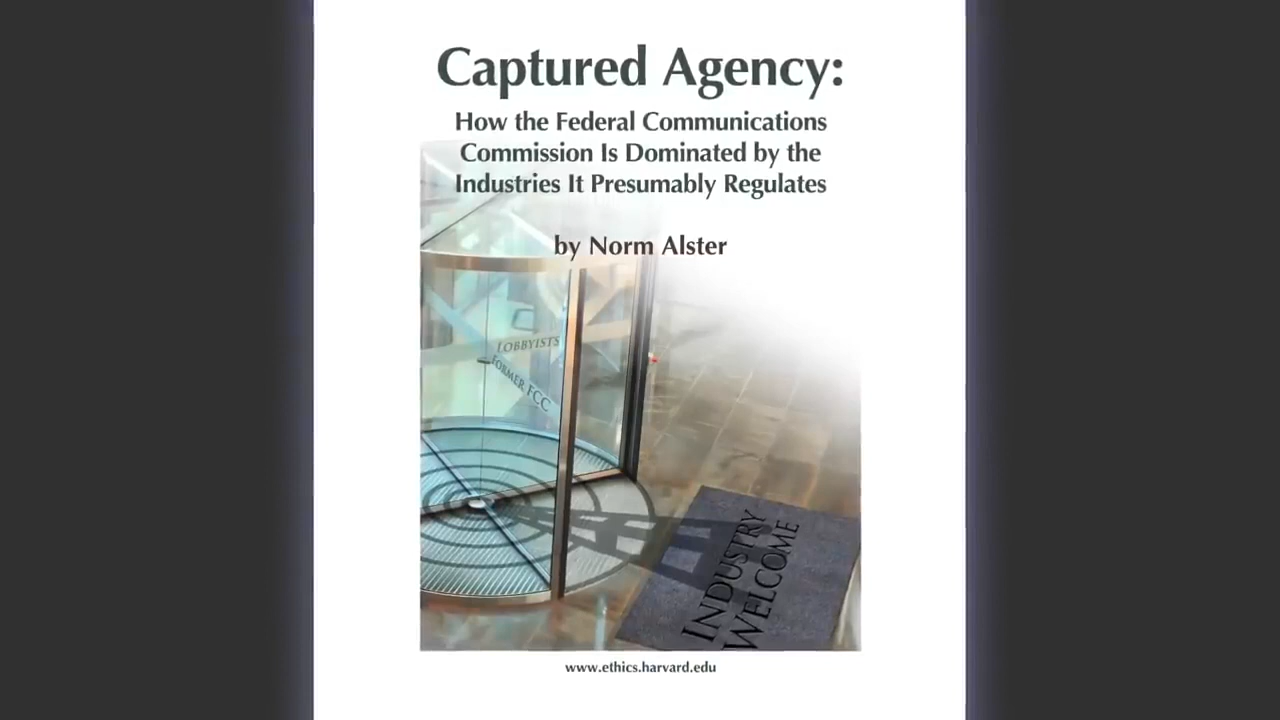 Captured Agency:
How the Federal Communications
Commission Is Dominated by the
Industries It Presumably Regulates
by Norm Alster
LOBBYISTS
FORMER FCC
INDUSTRY
WELCOME
www.ethics.harvard.edu